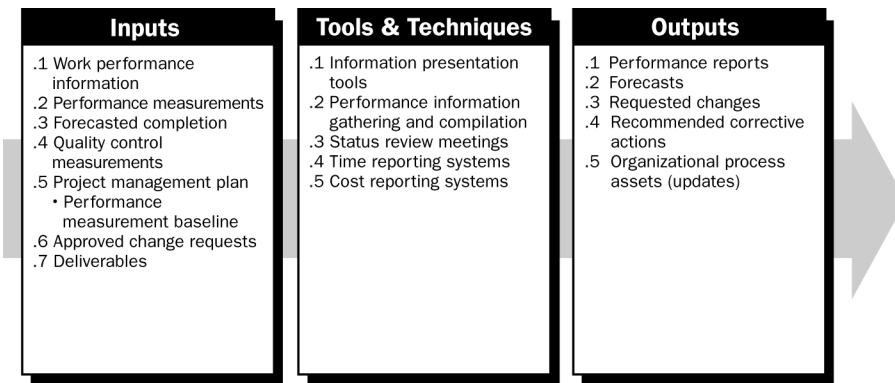 Inputs
.1 Work performance
information
.2 Performance measurements
.3 Forecasted completion
.4 Quality control
measurements
.5 Project management plan
• Performance
measurement baseline
.6 Approved change requests
.7 Deliverables
Tools & Techniques
.1 Information presentation
tools
.2 Performance information
gathering and compilation
.3 Status review meetings
.4 Time reporting systems
.5 Cost reporting systems
Outputs
.1 Performance reports
.2 Forecasts
.3 Requested changes
.4 Recommended corrective
actions
.5 Organizational process
assets (updates)